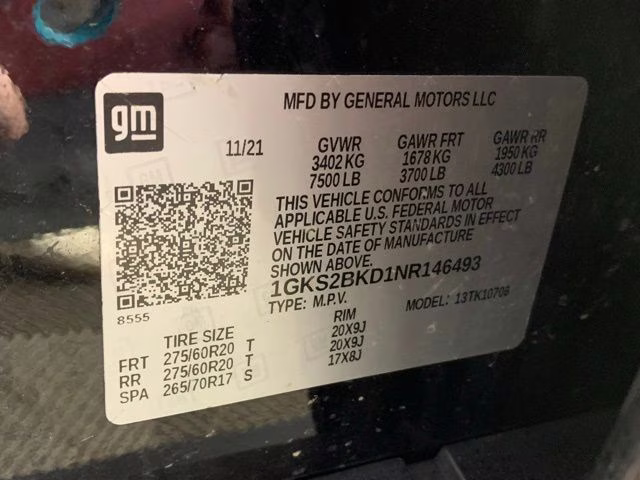 gm
MFD BY GENERAL MOTORS LLC
11/21 GVWR GAWR FRT GAWR RR
3402 KG 1678 KG 1950 KG
7500 LB 3700 LB 4300 LB
THIS VEHICLE CONFORMS TO ALL
APPLICABLE U.S. FEDERAL MOTOR
VEHICLE SAFETY STANDARDS IN EFFECT
ON THE DATE OF MANUFACTURE
SHOWN ABOVE.
1GKS2BKD1NR146493
TYPE: M.P.V. MODEL: 13TK10706
8555
TIRE SIZE RIM
FRT 275/60R20 T 20X9J
RR 275/60R20 T 20X9J
SPA 265/70R17 S 17X8J